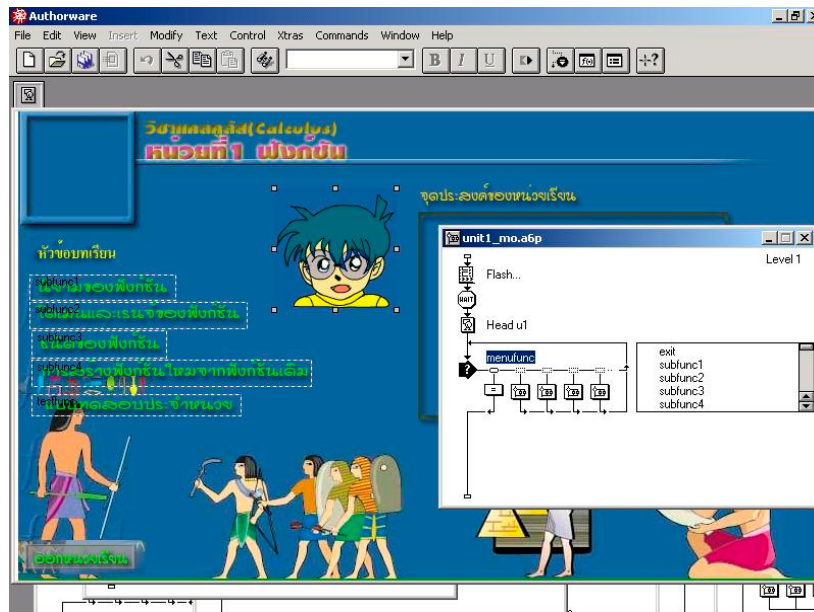 Authorware
File Edit View Insert Modify Text Control Xtras Commands Window Help
B I U
วิชาแคลคูลัส(Calculus)
หน่วยที่ 1 ฟังก์ชัน
จุดประสงค์ของหน่วยเรียน
หัวข้อบทเรียน
subfunc1
นิยามของฟังก์ชัน
subfunc2
โดเมนและเรนจ์ของฟังก์ชัน
subfunc3
ชนิดของฟังก์ชัน
subfunc4
การสร้างฟังก์ชันใหม่จากฟังก์ชันเดิม
testfunc
แบบทดสอบประจำหน่วย
ออกหน่วยเรียน
unit1_mo.a6p
Level 1
Flash...
WAIT
Head u1
menufunc
?
=
exit
subfunc1
subfunc2
subfunc3
subfunc4